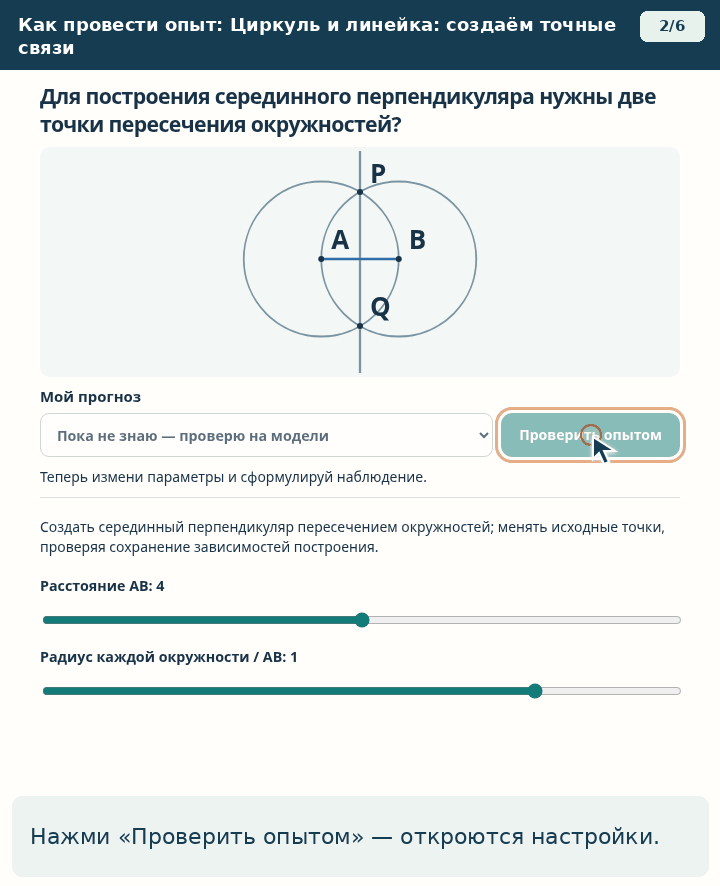 Как провести опыт: Циркуль и линейка: создаём точные
связи
2/6
Для построения серединного перпендикуляра нужны две
точки пересечения окружностей?
P
A
B
Q
Мой прогноз
Пока не знаю — проверю на модели
Проверить опытом
Теперь измени параметры и сформулируй наблюдение.
Создать серединный перпендикуляр пересечением окружностей; менять исходные точки,
проверяя сохранение зависимостей построения.
Расстояние AB: 4
Радиус каждой окружности / AB: 1
Нажми «Проверить опытом» — откроются настройки.